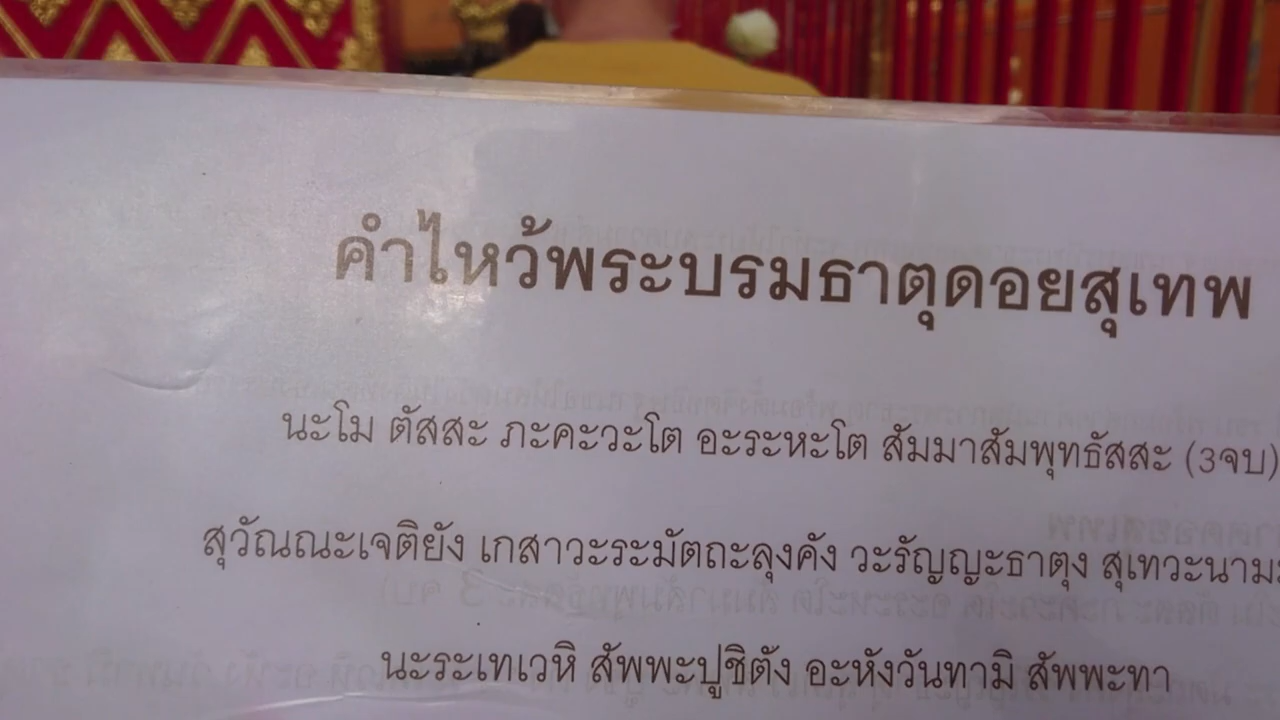 คำไหว้พระบรมธาตุดอยสุเทพ
นะโม ตัสสะ ภะคะวะโต อะระหะโต สัมมาสัมพุทธัสสะ (3จบ)
สุวัณณะเจติยัง เกสาวะระมัตถะลุงคัง วะรัญญะธาตุง สุเทวะนามะ
นะระเทเวหิ สัพพะปูชิตัง อะหังวันทามิ สัพพะทา